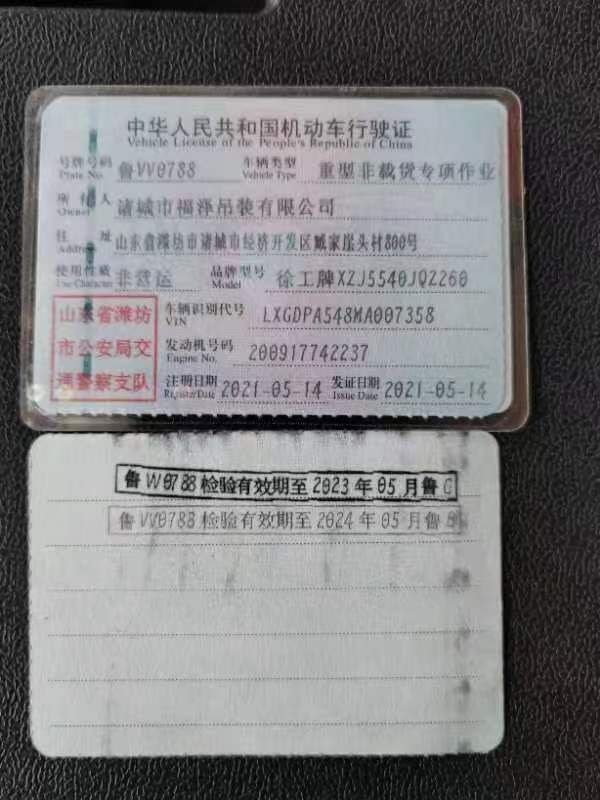 中华人民共和国机动车行驶证
Vehicle License of the People's Republic of China
号牌号码 Plate No. 鲁VV0788 车辆类型 Vehicle Type 重型非载货专项作业
所有人 Owner 诸城市福泽吊装有限公司
住址 Address 山东省潍坊市诸城市经济开发区臧家崖头村800号
使用性质 Use Character 非营运 品牌型号 Model 徐工牌XZJ5540JQZ260
山东省潍坊
市公安局交
通警察支队
车辆识别代号 VIN LXGDPA548MA007358
发动机号码 Engine No. 200917742237
注册日期 Register Date 2021-05-14 发证日期 Issue Date 2021-05-14
鲁VV0788检验有效期至2023年05月鲁G
鲁VV0788检验有效期至2024年05月鲁